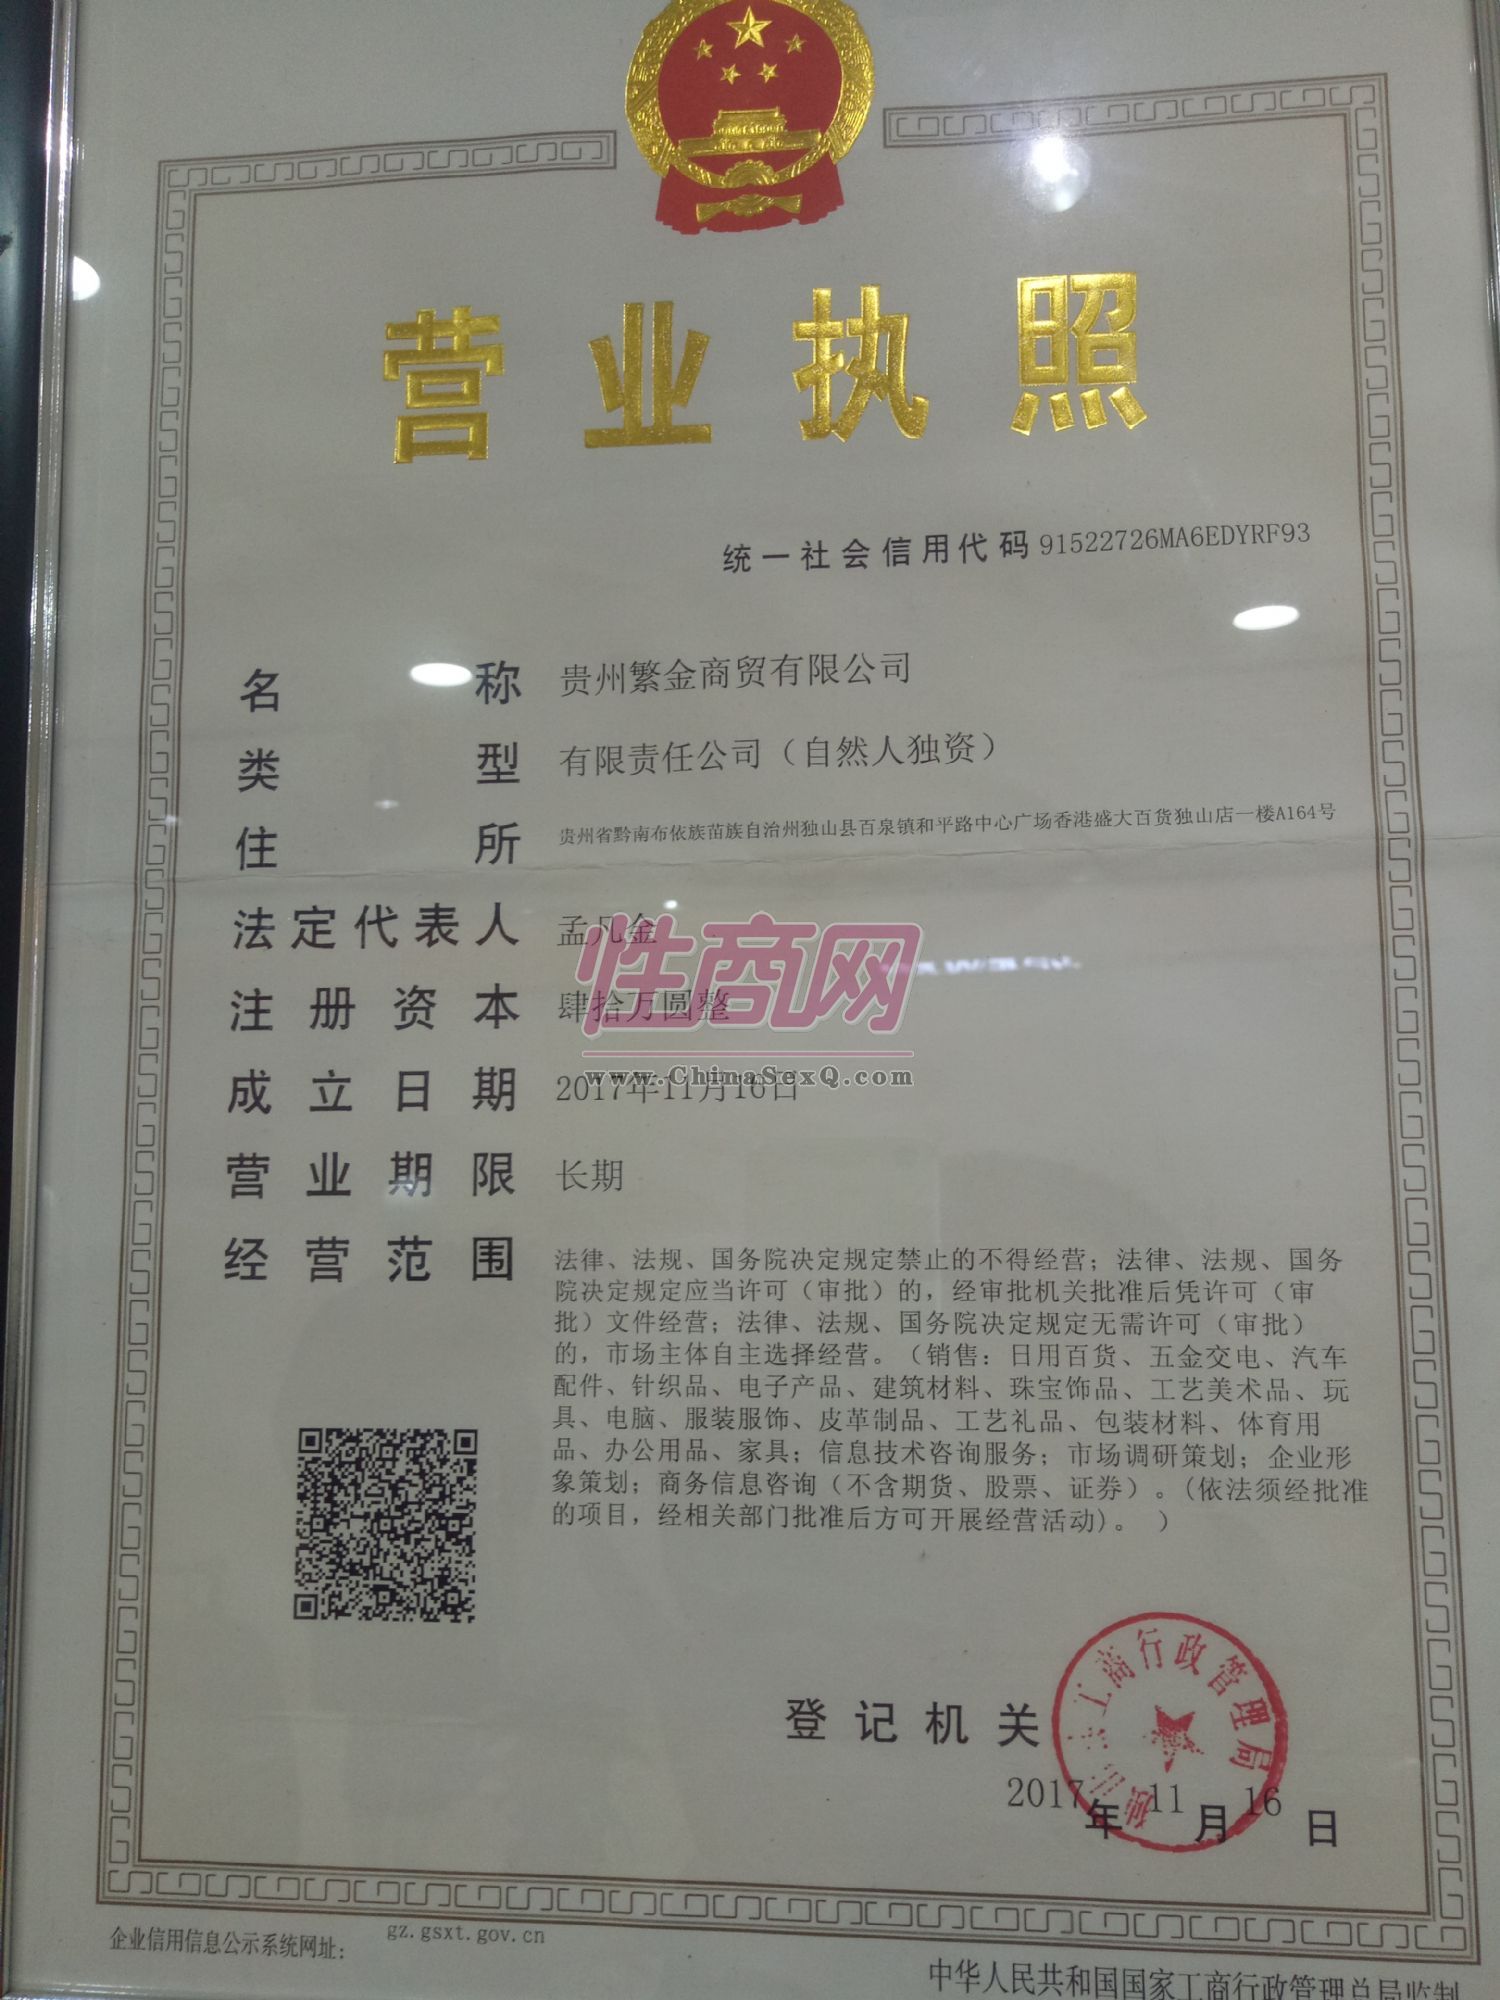 营业执照
统一社会信用代码 91522726MA6EDYRF93
名称 贵州繁金商贸有限公司
类型 有限责任公司（自然人独资）
住所 贵州省黔南布依族苗族自治州独山县百泉镇和平路中心广场香港盛大百货独山店一楼A164号
法定代表人 孟凡金
性商网
注册资本 肆拾万圆整
www.ChinaSexQ.com
成立日期 2017年11月16日
营业期限 长期
经营范围 法律、法规、国务院决定规定禁止的不得经营；法律、法规、国务
院决定规定应当许可（审批）的，经审批机关批准后凭许可（审
批）文件经营；法律、法规、国务院决定规定无需许可（审批）
的，市场主体自主选择经营。（销售：日用百货、五金交电、汽车
配件、针织品、电子产品、建筑材料、珠宝饰品、工艺美术品、玩
具、电脑、服装服饰、皮革制品、工艺礼品、包装材料、体育用
品、办公用品、家具；信息技术咨询服务；市场调研策划；企业形
象策划；商务信息咨询（不含期货、股票、证券）。(依法须经批准
的项目，经相关部门批准后方可开展经营活动)。 ）
登记机关
独山县工商行政管理局
2017年11月16日
企业信用信息公示系统网址： gz.gsxt.gov.cn
中华人民共和国国家工商行政管理总局监制